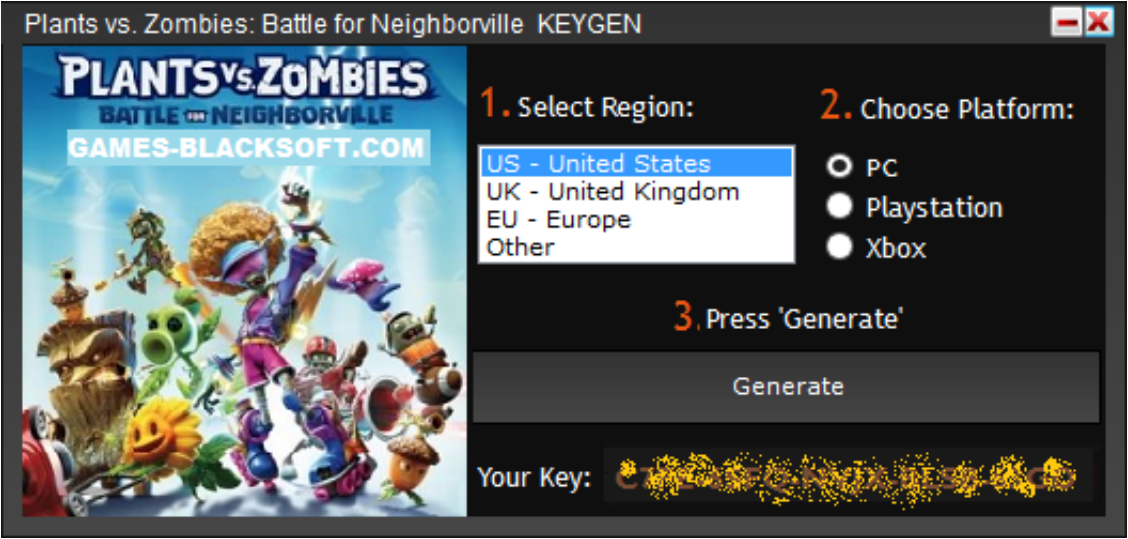 Plants vs. Zombies: Battle for Neighborville KEYGEN
PLANTS VS. ZOMBIES
BATTLE FOR NEIGHBORVILLE
GAMES-BLACKSOFT.COM
1. Select Region:
US - United States
UK - United Kingdom
EU - Europe
Other
2. Choose Platform:
PC
Playstation
Xbox
3. Press 'Generate'
Generate
Your Key: